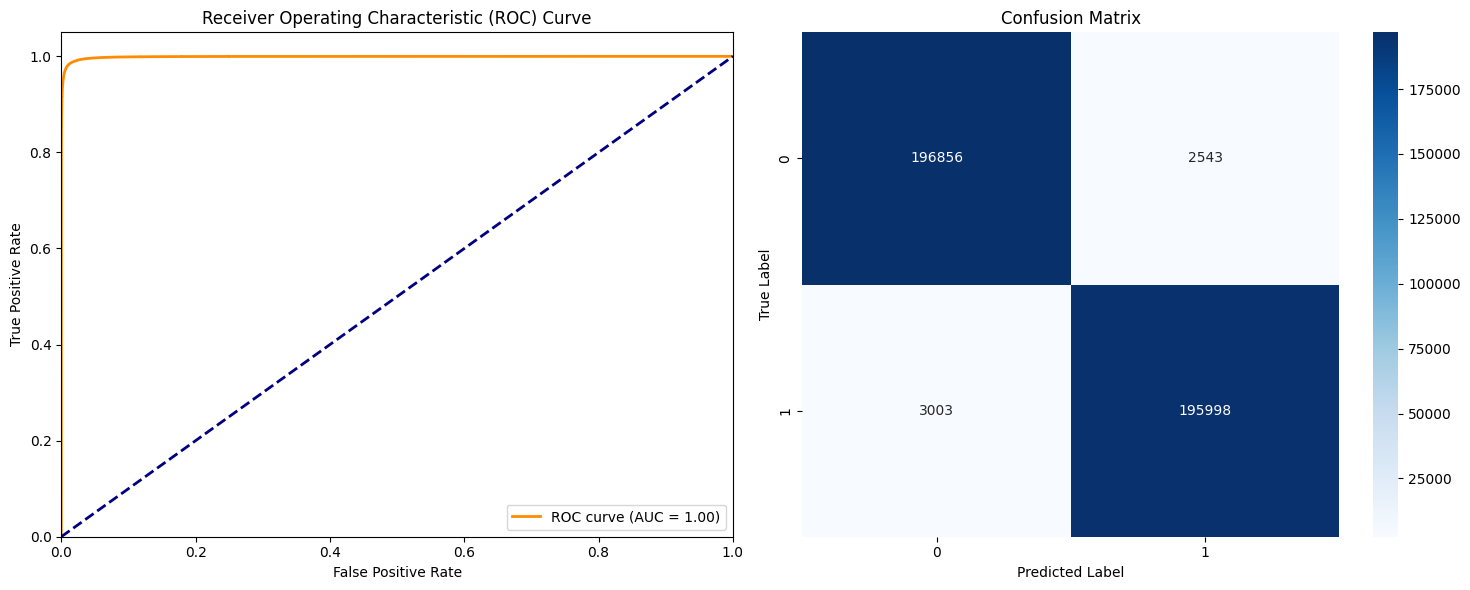 Receiver Operating Characteristic (ROC) Curve
True Positive Rate
1.0
0.8
0.6
0.4
0.2
0.0
0.0 0.2 0.4 0.6 0.8 1.0
False Positive Rate
ROC curve (AUC = 1.00)
Confusion Matrix
True Label
0
1
196856 2543
3003 195998
0 1
Predicted Label
175000
150000
125000
100000
75000
50000
25000